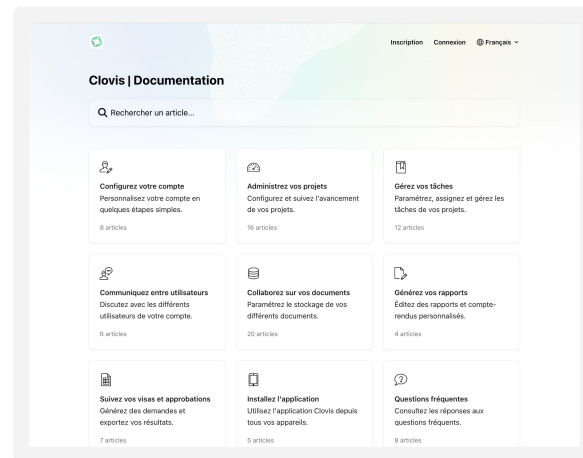 Inscription Connexion Français
Clovis | Documentation
Rechercher un article...
Configurez votre compte
Personnalisez votre compte en
quelques étapes simples.
8 articles
Administrez vos projets
Configurez et suivez l'avancement
de vos projets.
16 articles
Gérez vos tâches
Paramétrez, assignez et gérez les
tâches de vos projets.
12 articles
Communiquez entre utilisateurs
Discutez avec les différents
utilisateurs de votre compte.
6 articles
Collaborez sur vos documents
Paramétrez le stockage de vos
différents documents.
20 articles
Générez vos rapports
Éditez des rapports et compte-
rendus personnalisés.
4 articles
Suivez vos visas et approbations
Générez des demandes et
exportez vos résultats.
7 articles
Installez l'application
Utilisez l'application Clovis depuis
tous vos appareils.
5 articles
Questions fréquentes
Consultez les réponses aux
questions fréquents.
8 articles